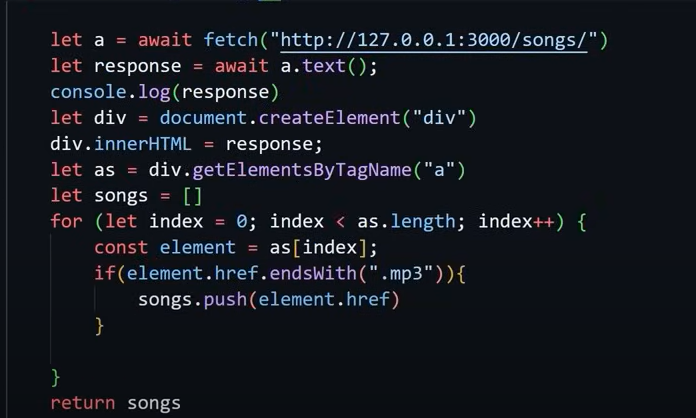 let a = await fetch("http://127.0.0.1:3000/songs/")
let response = await a.text();
console.log(response)
let div = document.createElement("div")
div.innerHTML = response;
let as = div.getElementsByTagName("a")
let songs = []
for (let index = 0; index < as.length; index++) {
    const element = as[index];
    if(element.href.endsWith(".mp3")){
        songs.push(element.href)
    }
}
return songs